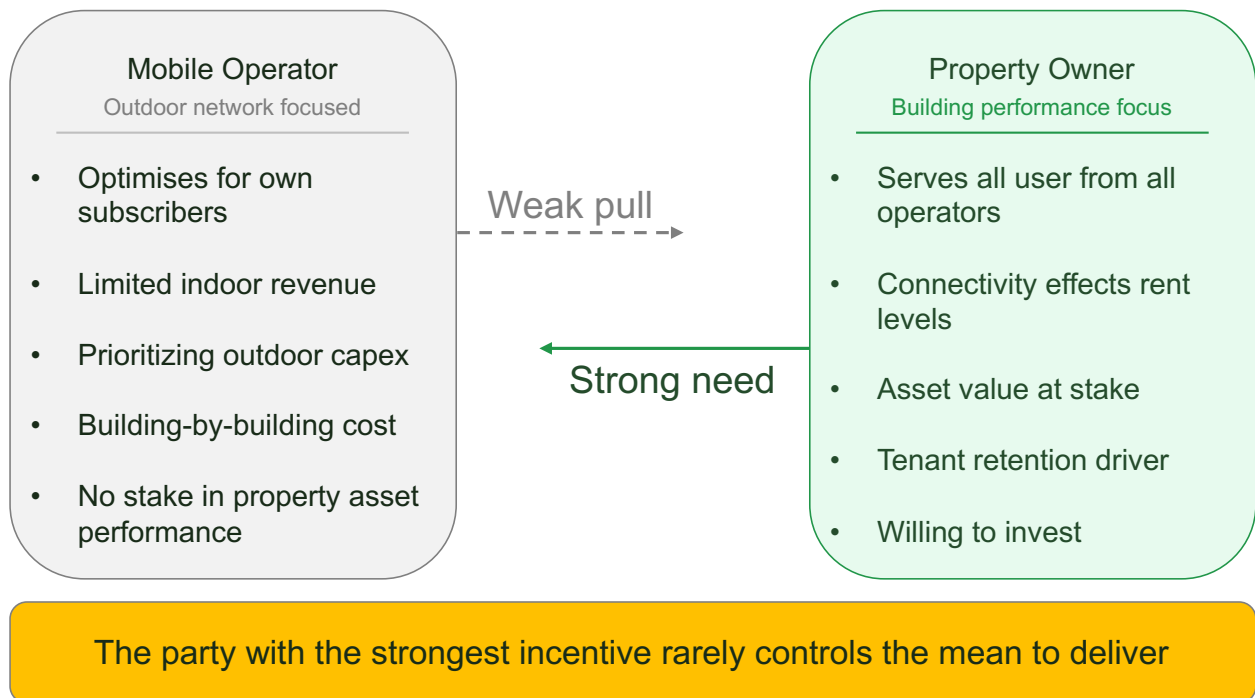 Mobile Operator
Outdoor network focused
• Optimises for own
subscribers
• Limited indoor revenue
• Prioritizing outdoor capex
• Building-by-building cost
• No stake in property asset
performance
Weak pull
Strong need
Property Owner
Building performance focus
• Serves all user from all
operators
• Connectivity effects rent
levels
• Asset value at stake
• Tenant retention driver
• Willing to invest
The party with the strongest incentive rarely controls the mean to deliver